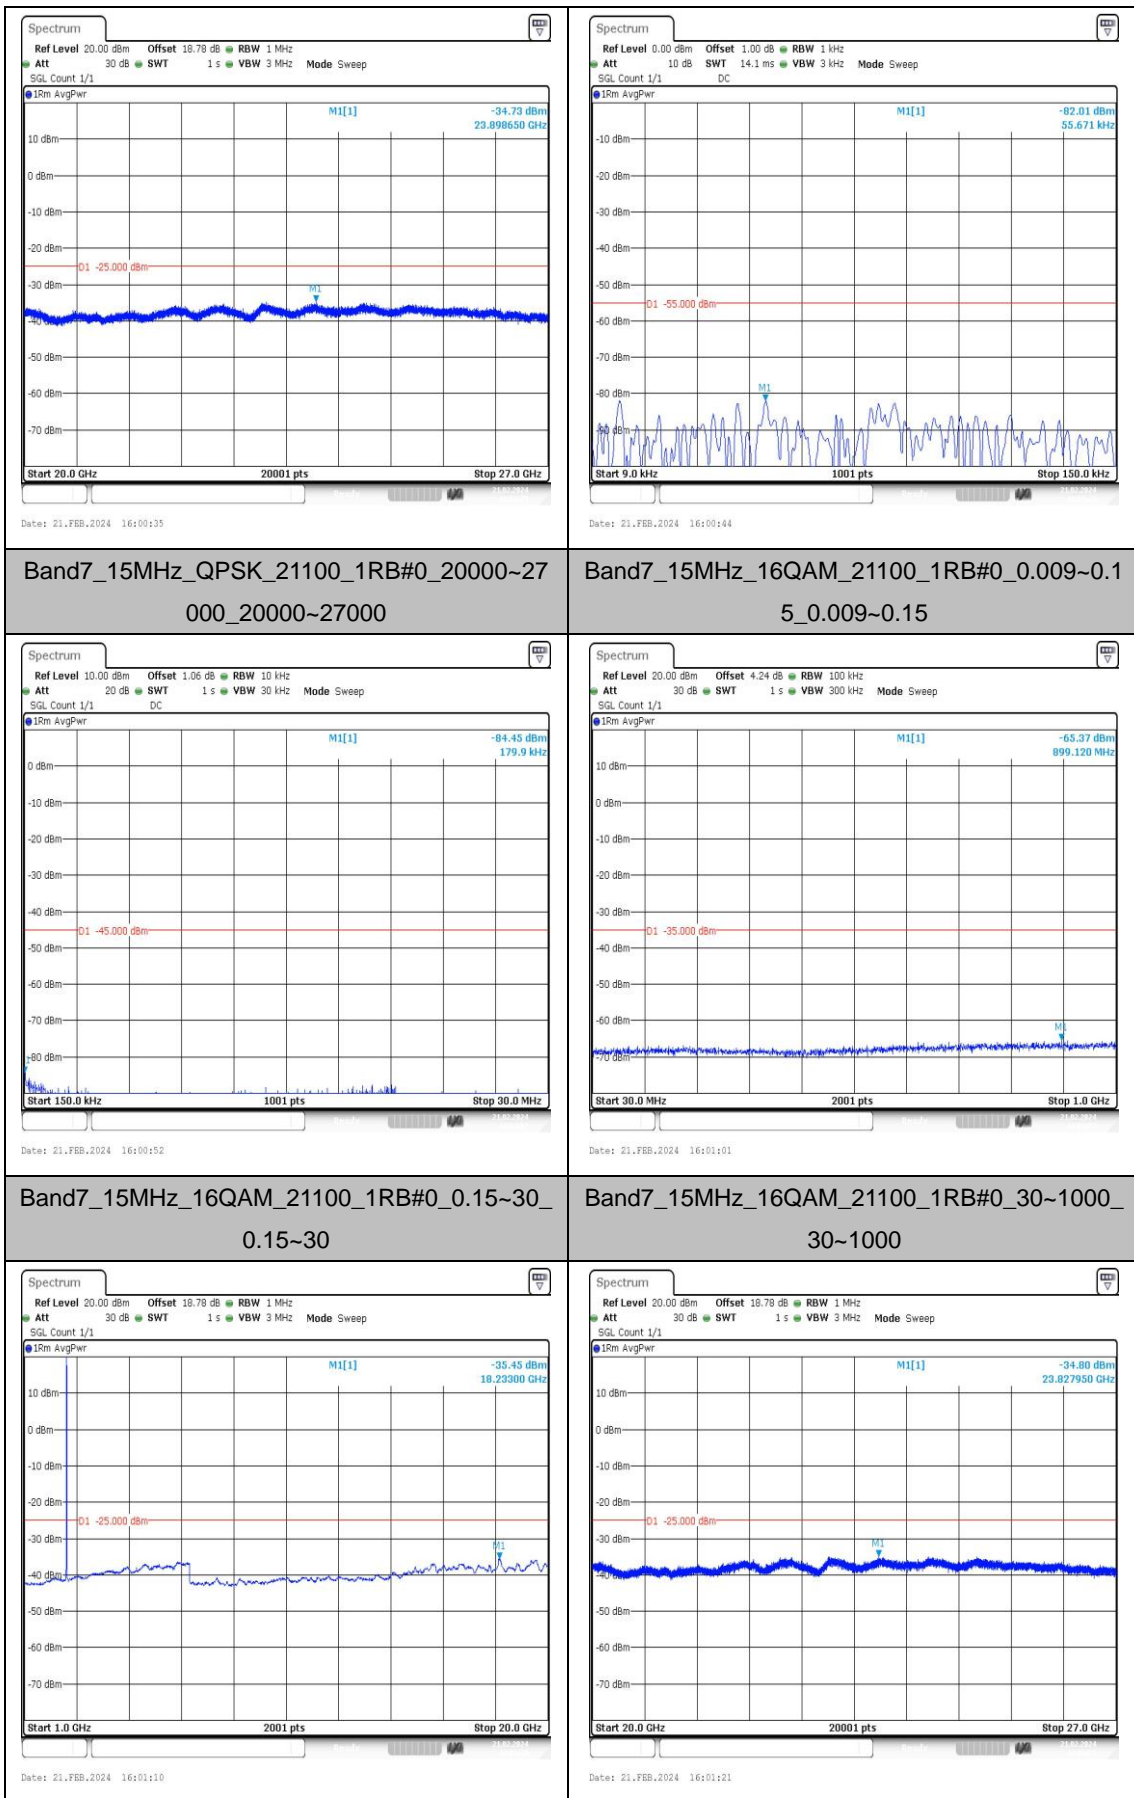 Spectrum
Ref Level 20.00 dBm Offset 18.78 dB RBW 1 MHz
Att 30 dB SWT 1 s VBW 3 MHz Mode Sweep
SGL Count 1/1
1Rm AvgPwr
M1[1] -34.73 dBm
23.898650 GHz
10 dBm
0 dBm
-10 dBm
-20 dBm
D1 -25.000 dBm
-30 dBm
M1
-40 dBm
-50 dBm
-60 dBm
-70 dBm
Start 20.0 GHz 20001 pts Stop 27.0 GHz
Date: 21.FEB.2024 16:00:35
Spectrum
Ref Level 0.00 dBm Offset 1.00 dB RBW 1 kHz
Att 10 dB SWT 14.1 ms VBW 3 kHz Mode Sweep
SGL Count 1/1 DC
1Rm AvgPwr
M1[1] -82.01 dBm
55.671 kHz
-10 dBm
-20 dBm
-30 dBm
-40 dBm
-50 dBm
D1 -55.000 dBm
-60 dBm
-70 dBm
-80 dBm
M1
-90 dBm
Start 9.0 kHz 1001 pts Stop 150.0 kHz
Date: 21.FEB.2024 16:00:44
Band7_15MHz_QPSK_21100_1RB#0_20000~27
000_20000~27000
Band7_15MHz_16QAM_21100_1RB#0_0.009~0.1
5_0.009~0.15
Spectrum
Ref Level 10.00 dBm Offset 1.06 dB RBW 10 kHz
Att 20 dB SWT 1 s VBW 30 kHz Mode Sweep
SGL Count 1/1 DC
1Rm AvgPwr
M1[1] -84.45 dBm
179.9 kHz
0 dBm
-10 dBm
-20 dBm
-30 dBm
-40 dBm
D1 -45.000 dBm
-50 dBm
-60 dBm
-70 dBm
-80 dBm
Start 150.0 kHz 1001 pts Stop 30.0 MHz
Date: 21.FEB.2024 16:00:52
Spectrum
Ref Level 20.00 dBm Offset 4.24 dB RBW 100 kHz
Att 30 dB SWT 1 s VBW 300 kHz Mode Sweep
SGL Count 1/1
1Rm AvgPwr
M1[1] -65.37 dBm
899.120 MHz
10 dBm
0 dBm
-10 dBm
-20 dBm
-30 dBm
D1 -35.000 dBm
-40 dBm
-50 dBm
-60 dBm
M1
-70 dBm
Start 30.0 MHz 2001 pts Stop 1.0 GHz
Date: 21.FEB.2024 16:01:01
Band7_15MHz_16QAM_21100_1RB#0_0.15~30_
0.15~30
Band7_15MHz_16QAM_21100_1RB#0_30~1000_
30~1000
Spectrum
Ref Level 20.00 dBm Offset 18.78 dB RBW 1 MHz
Att 30 dB SWT 1 s VBW 3 MHz Mode Sweep
SGL Count 1/1
1Rm AvgPwr
M1[1] -35.45 dBm
18.23300 GHz
10 dBm
0 dBm
-10 dBm
-20 dBm
D1 -25.000 dBm
-30 dBm
M1
-40 dBm
-50 dBm
-60 dBm
-70 dBm
Start 1.0 GHz 2001 pts Stop 20.0 GHz
Date: 21.FEB.2024 16:01:10
Spectrum
Ref Level 20.00 dBm Offset 18.78 dB RBW 1 MHz
Att 30 dB SWT 1 s VBW 3 MHz Mode Sweep
SGL Count 1/1
1Rm AvgPwr
M1[1] -34.80 dBm
23.827950 GHz
10 dBm
0 dBm
-10 dBm
-20 dBm
D1 -25.000 dBm
-30 dBm
M1
-40 dBm
-50 dBm
-60 dBm
-70 dBm
Start 20.0 GHz 20001 pts Stop 27.0 GHz
Date: 21.FEB.2024 16:01:21